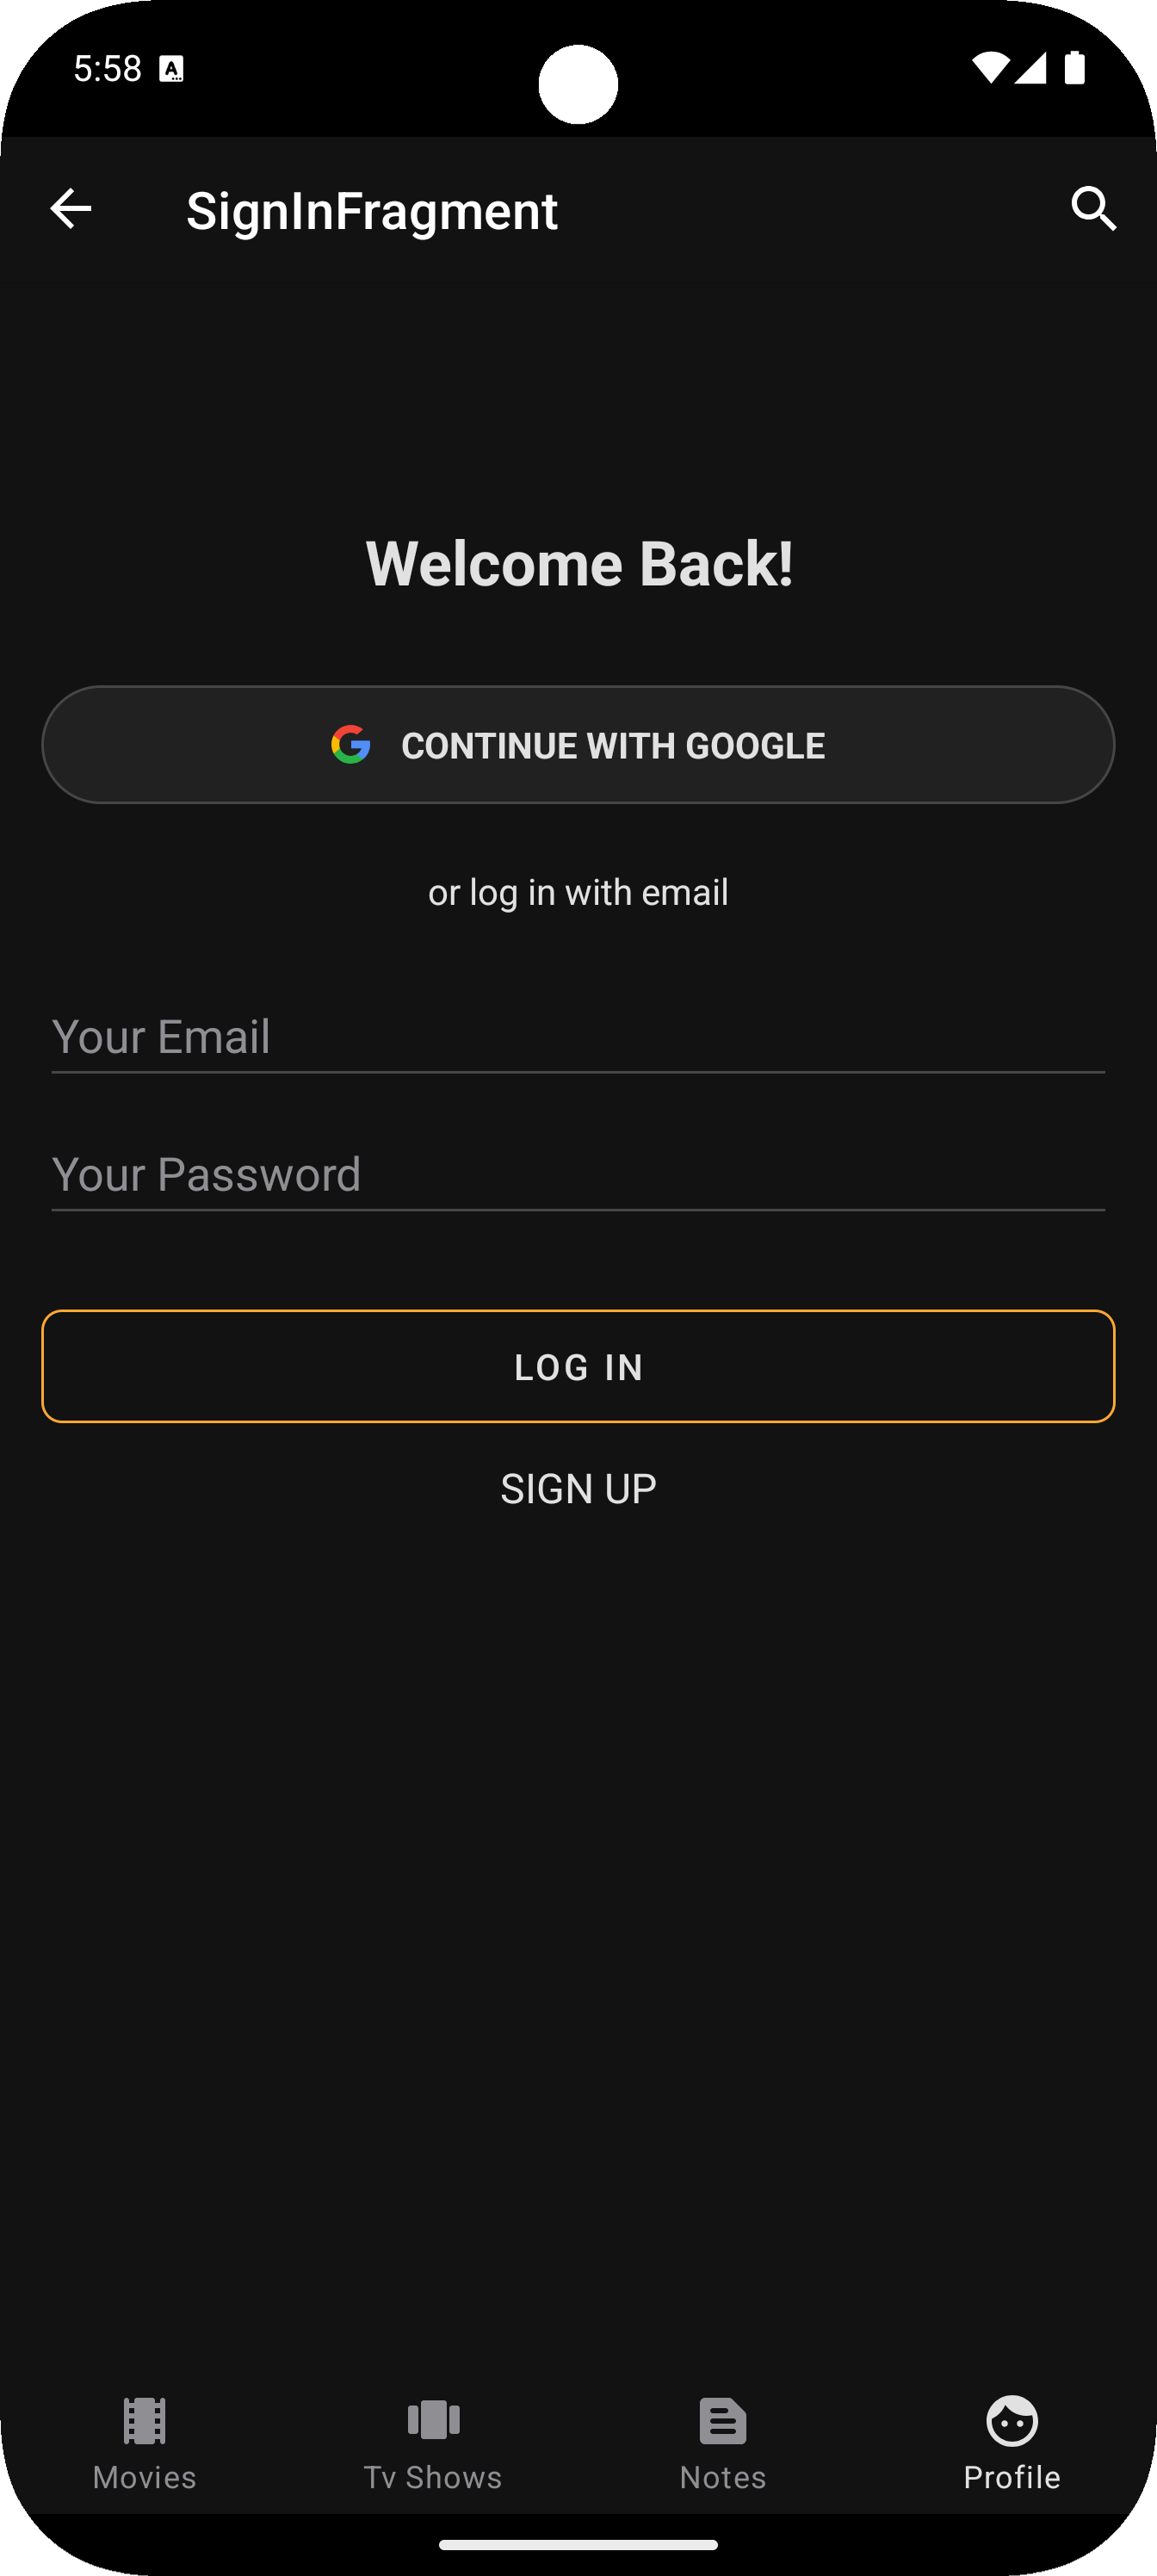 5:58
SignInFragment
Welcome Back!
CONTINUE WITH GOOGLE
or log in with email
Your Email
Your Password
LOG IN
SIGN UP
Movies
Tv Shows
Notes
Profile